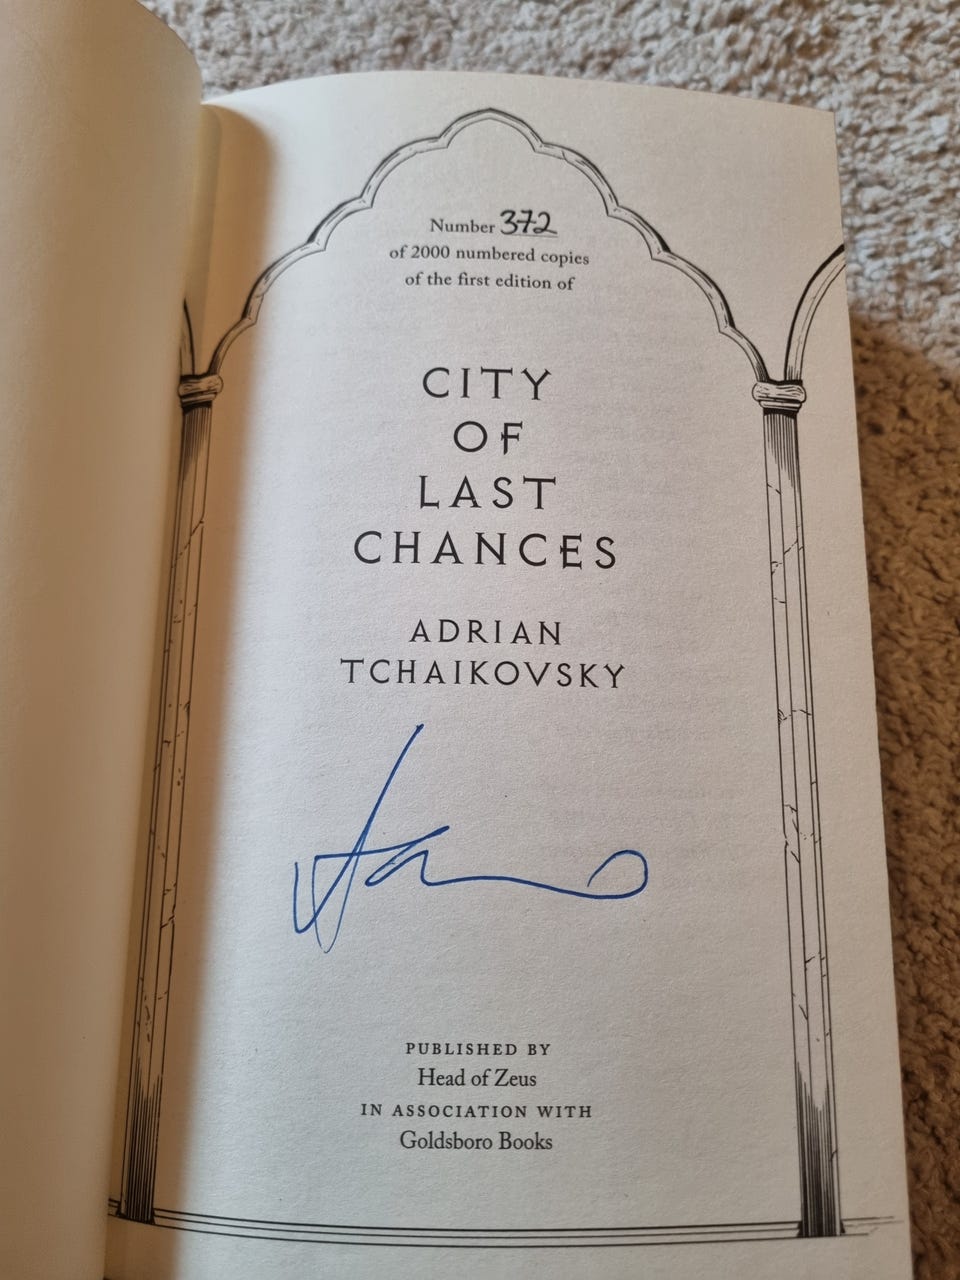 Number 372
of 2000 numbered copies
of the first edition of
CITY
OF
LAST
CHANCES
ADRIAN
TCHAIKOVSKY
PUBLISHED BY
Head of Zeus
IN ASSOCIATION WITH
Goldsboro Books